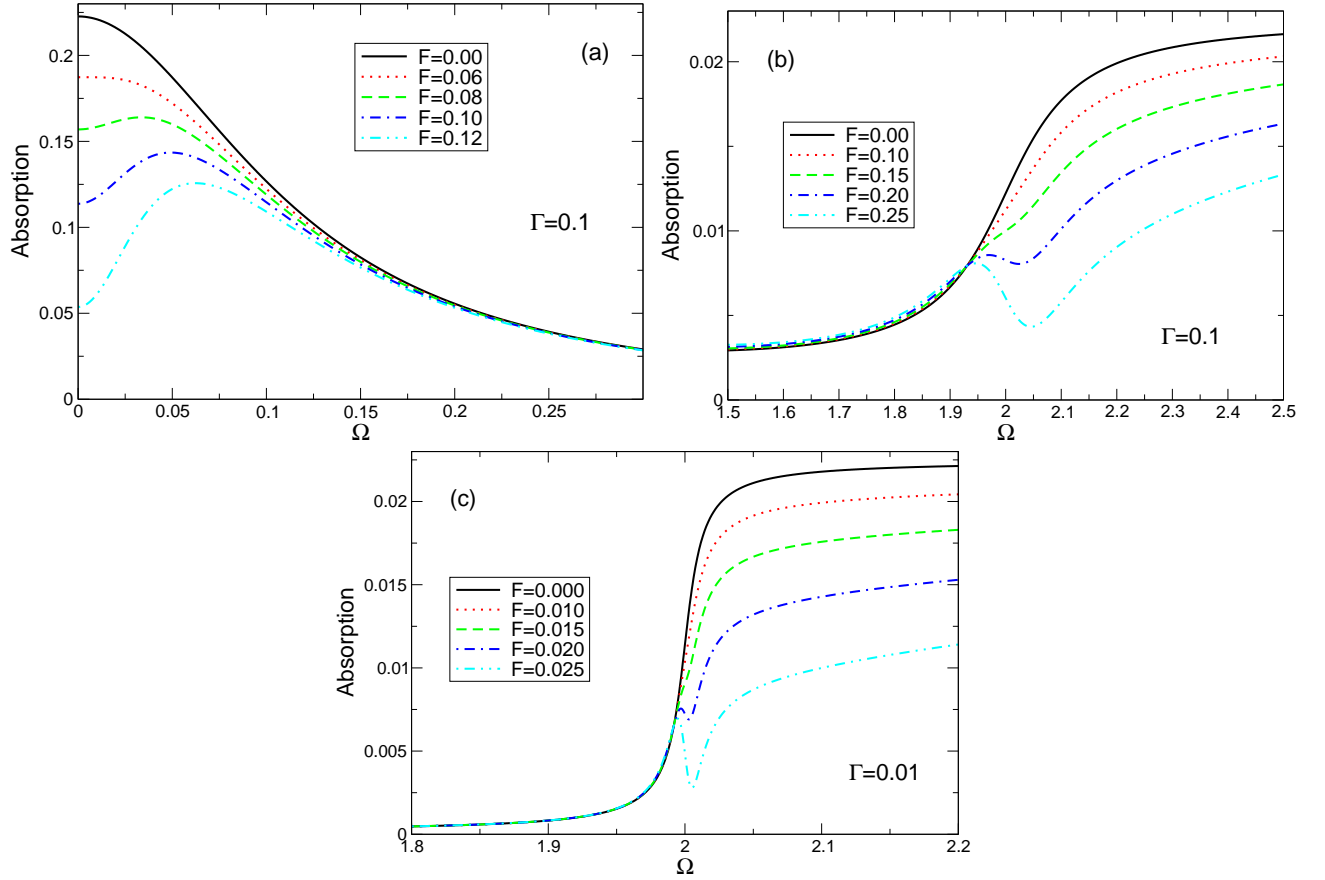 (a)
F=0.00
F=0.06
F=0.08
F=0.10
F=0.12
Γ=0.1
Absorption
0.2
0.15
0.1
0.05
0
0 0.05 0.1 0.15 0.2 0.25
Ω
(b)
F=0.00
F=0.10
F=0.15
F=0.20
F=0.25
Γ=0.1
Absorption
0.02
0.01
0
1.5 1.6 1.7 1.8 1.9 2 2.1 2.2 2.3 2.4 2.5
Ω
(c)
F=0.000
F=0.010
F=0.015
F=0.020
F=0.025
Γ=0.01
Absorption
0.02
0.015
0.01
0.005
0
1.8 1.9 2 2.1 2.2
Ω